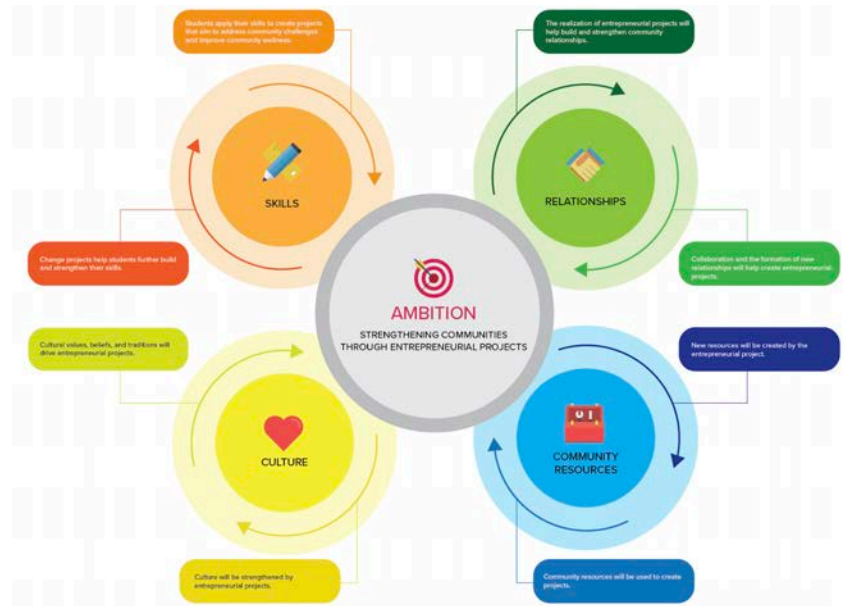 Students apply their skills to create projects
that aim to address community challenges
and improve community wellness.
The realization of entrepreneurial projects will
help build and strengthen community
relationships.
SKILLS
RELATIONSHIPS
Change projects help students further build
and strengthen their skills.
Collaboration and the formation of new
relationships will help create entrepreneurial
projects.
AMBITION
STRENGTHENING COMMUNITIES
THROUGH ENTREPRENEURIAL PROJECTS
Cultural values, beliefs, and traditions will
drive entrepreneurial projects.
New resources will be created by the
entrepreneurial project.
CULTURE
COMMUNITY
RESOURCES
Culture will be strengthened by
entrepreneurial projects.
Community resources will be used to create
projects.